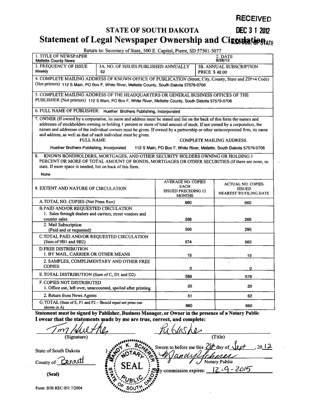 RECEIVED
DEC 31 2012
STATE OF SOUTH DAKOTA
Statement of Legal Newspaper Ownership and
Return to: Secretary of State, 500 E. Capitol, Pierre, SD 57501-5077
1. TITLE OF NEWSPAPER
Mellette County News
2. DATE
9/28/12
3. FREQUENCY OF ISSUE
Weekly
3A. NO. OF ISSUES PUBLISHED ANNUALLY
52
3B. ANNUAL SUBSCRIPTION
PRICE $ 42.00
4. COMPLETE MAILING ADDRESS OF KNOWN OFFICE OF PUBLICATION (Street, City, County, State and ZIP+4 Code)
(Not printers) 112 S Main, PO Box F, White River, Mellette County, South Dakota 57579-0706
5. COMPLETE MAILING ADDRESS OF THE HEADQUARTERS OR GENERAL BUSINESS OFFICES OF THE
PUBLISHER (Not printers) 112 S Main, PO Box F, White River, Mellette County, South Dakota 57579-0706
6. FULL NAME OF PUBLISHER: Huether Brothers Publishing, Incorporated
7. OWNER (If owned by a corporation, its name and address must be stated and list on the back of this form the names and
addresses of stockholders owning or holding 1 percent or more of total amount of stock. If not owned by a corporation, the
names and addresses of the individual owners must be given. If owned by a partnership or other unincorporated firm, its name
and address, as well as that of each individual must be given.
FULL NAME COMPLETE MAILING ADDRESS
Huether Brothers Publishing, Incorporated 112 S Main, PO Box F, White River, Mellette, South Dakota 57579-0706
8. KNOWN BONDHOLDERS, MORTGAGES, AND OTHER SECURITY HOLDERS OWNING OR HOLDING 1
PERCENT OR MORE OF TOTAL AMOUNT OF BONDS, MORTGAGES OR OTHER SECURITIES (If there are none, so
state. If more space is needed, list on back of this form.
None
9. EXTENT AND NATURE OF CIRCULATION
AVERAGE NO. COPIES
EACH
ISSUED PRECEDING 12
MONTHS
ACTUAL NO. COPIES
ISSUED
NEAREST TO FILING DATE
A. TOTAL NO. COPIES (Net Press Run) 660 660
B. PAID AND/OR REQUESTED CIRCULATION
1. Sales through dealers and carriers, street vendors and
counter sales. 268 268
2. Mail Subscription
(Paid and or requested) 306 295
C. TOTAL PAID AND/OR REQUESTED CIRCULATION
(Sum of 9B1 and 9B2) 574 563
D. FREE DISTRIBUTION
1. BY MAIL, CARRIER OR OTHER MEANS 15 15
2. SAMPLES, COMPLIMENTARY AND OTHER FREE
COPIES 0 0
E. TOTAL DISTRIBUTION (Sum of C, D1 and D2) 589 578
F. COPIES NOT DISTRIBUTED
1. Office use, left over, unaccounted, spoiled after printing 20 20
2. Return from News Agents 51 62
G. TOTAL (Sum of E, F1 and F2 – Should equal net press run
shown in A) 660 660
Statement must be signed by Publisher, Business Manager, or Owner in the presence of a Notary Public
I swear that the statements made by me are true, correct, and complete:
Tom Huether Publisher
(Signature) (Title)
State of South Dakota
County of Bennett
(Seal)
NOTARY
SEAL
PUBLIC
Sworn to before me this 28th day of Sept, 2012
Notary Public
My commission expires: 12-9-2015
Form: SOS REC 051 7/2004